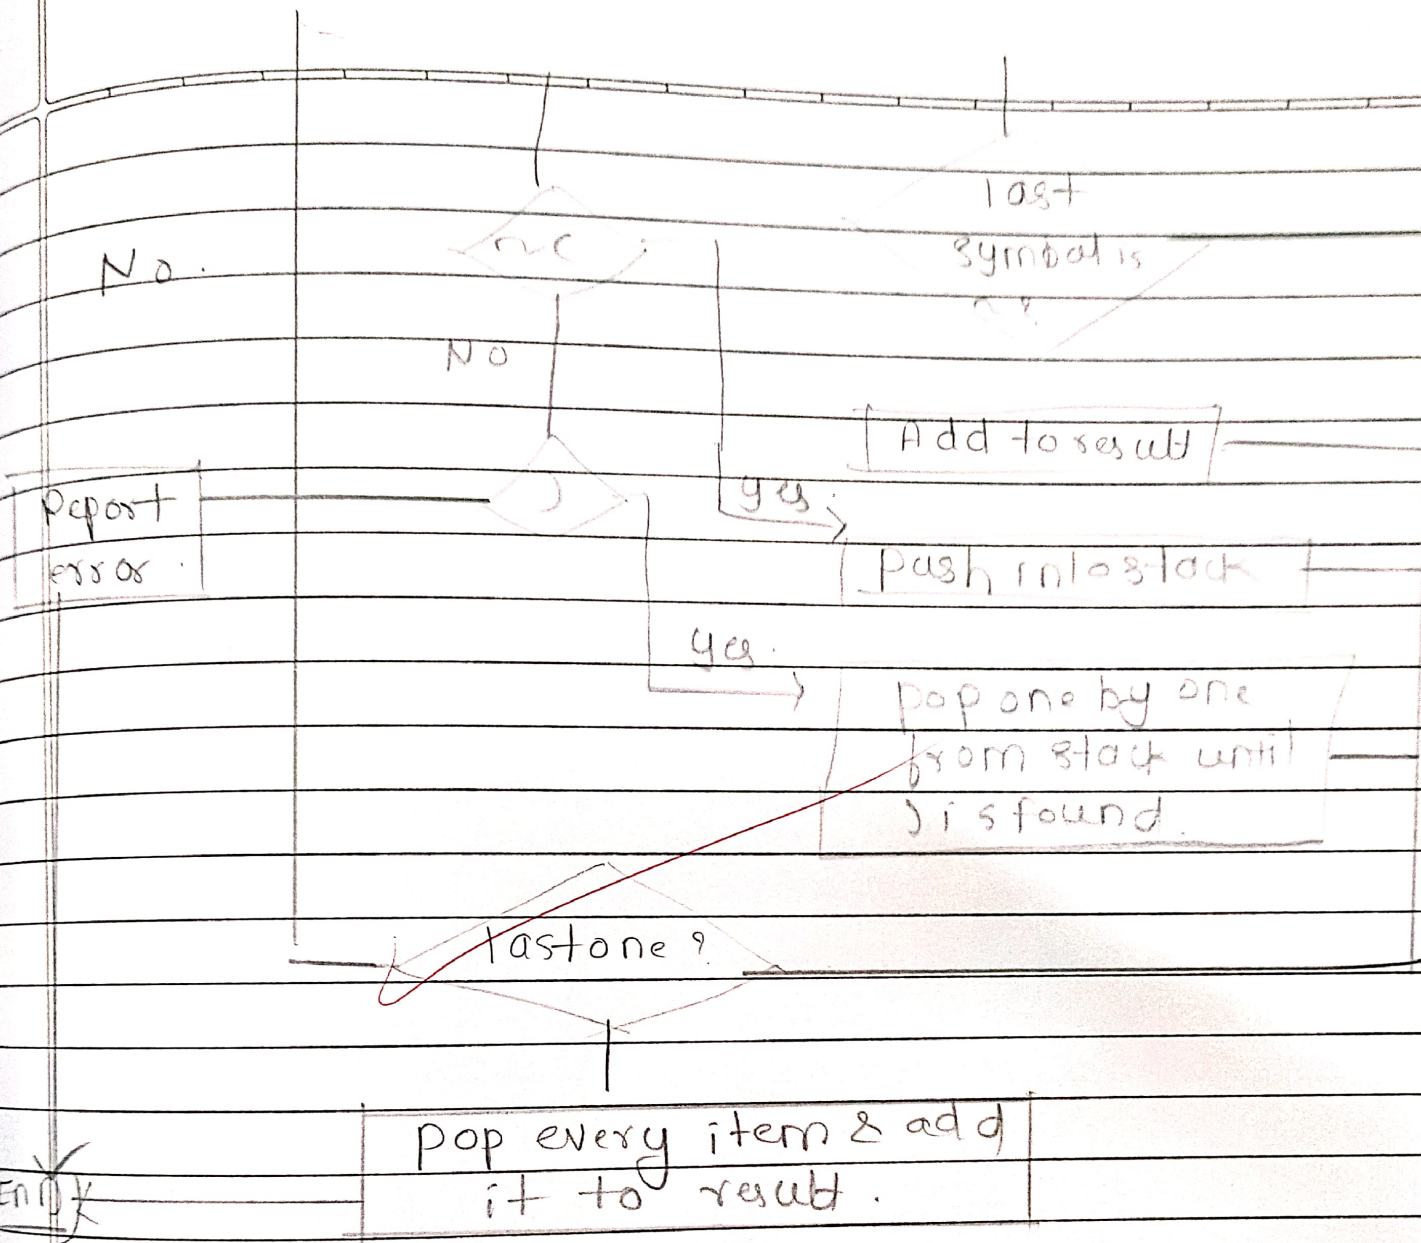 last
symbol is
No.
No
Add to result
yes.
Report
error.
)
push into stack
yes.
pop one by one
from stack until
) is found.
last one ?
pop every item & add
it to result.
End